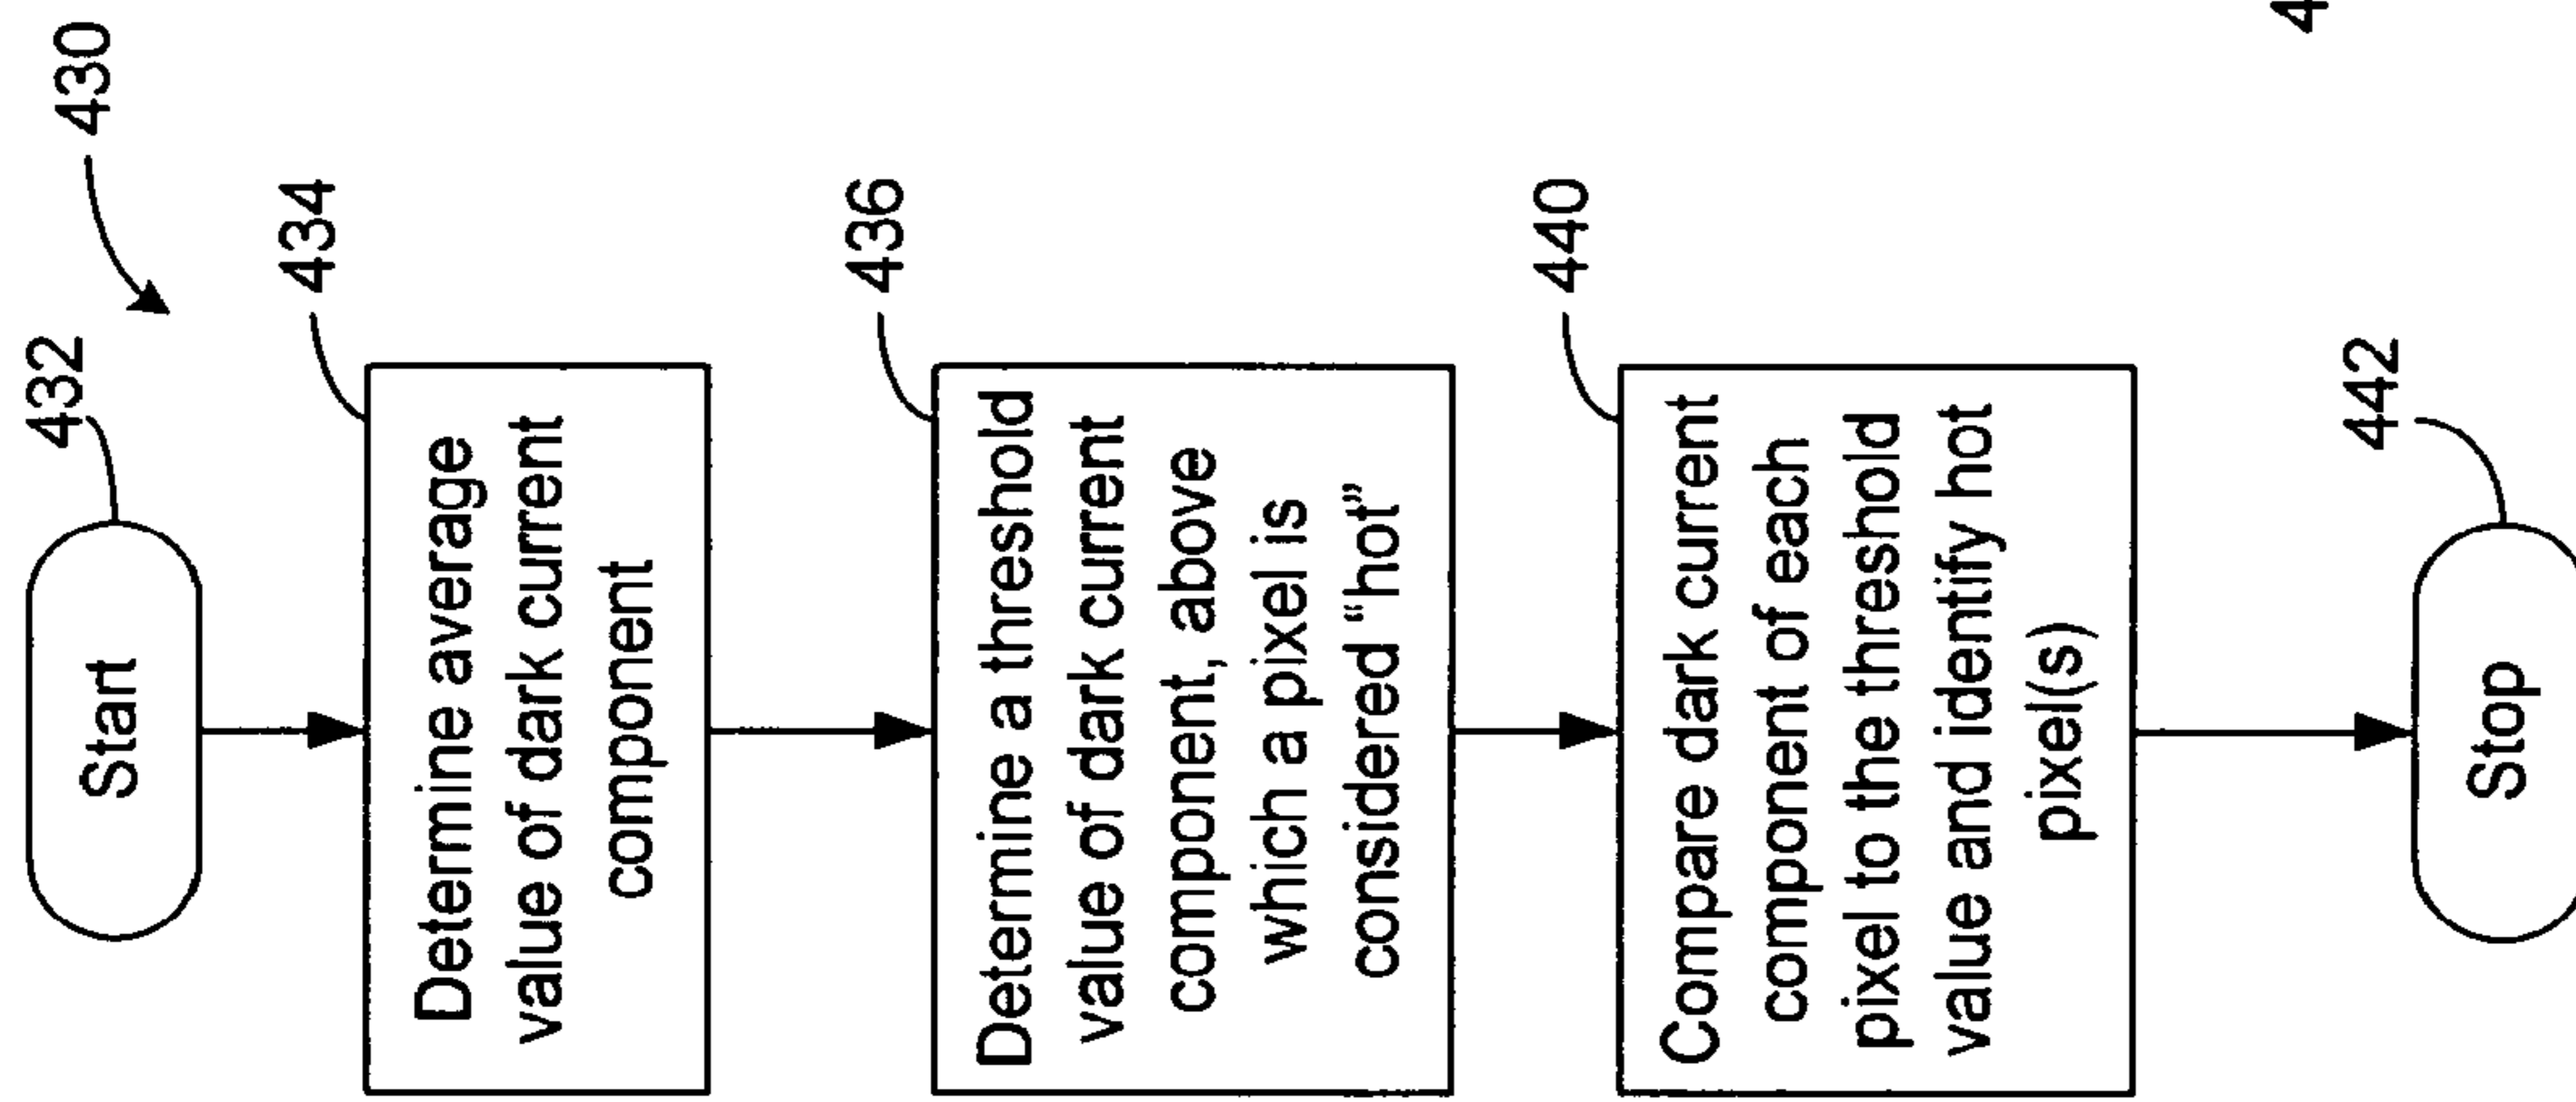 430
432
Start
434
Determine average
value of dark current
component
436
Determine a threshold
value of dark current
component, above
which a pixel is
considered “hot”
440
Compare dark current
component of each
pixel to the threshold
value and identify hot
pixel(s)
442
Stop
4